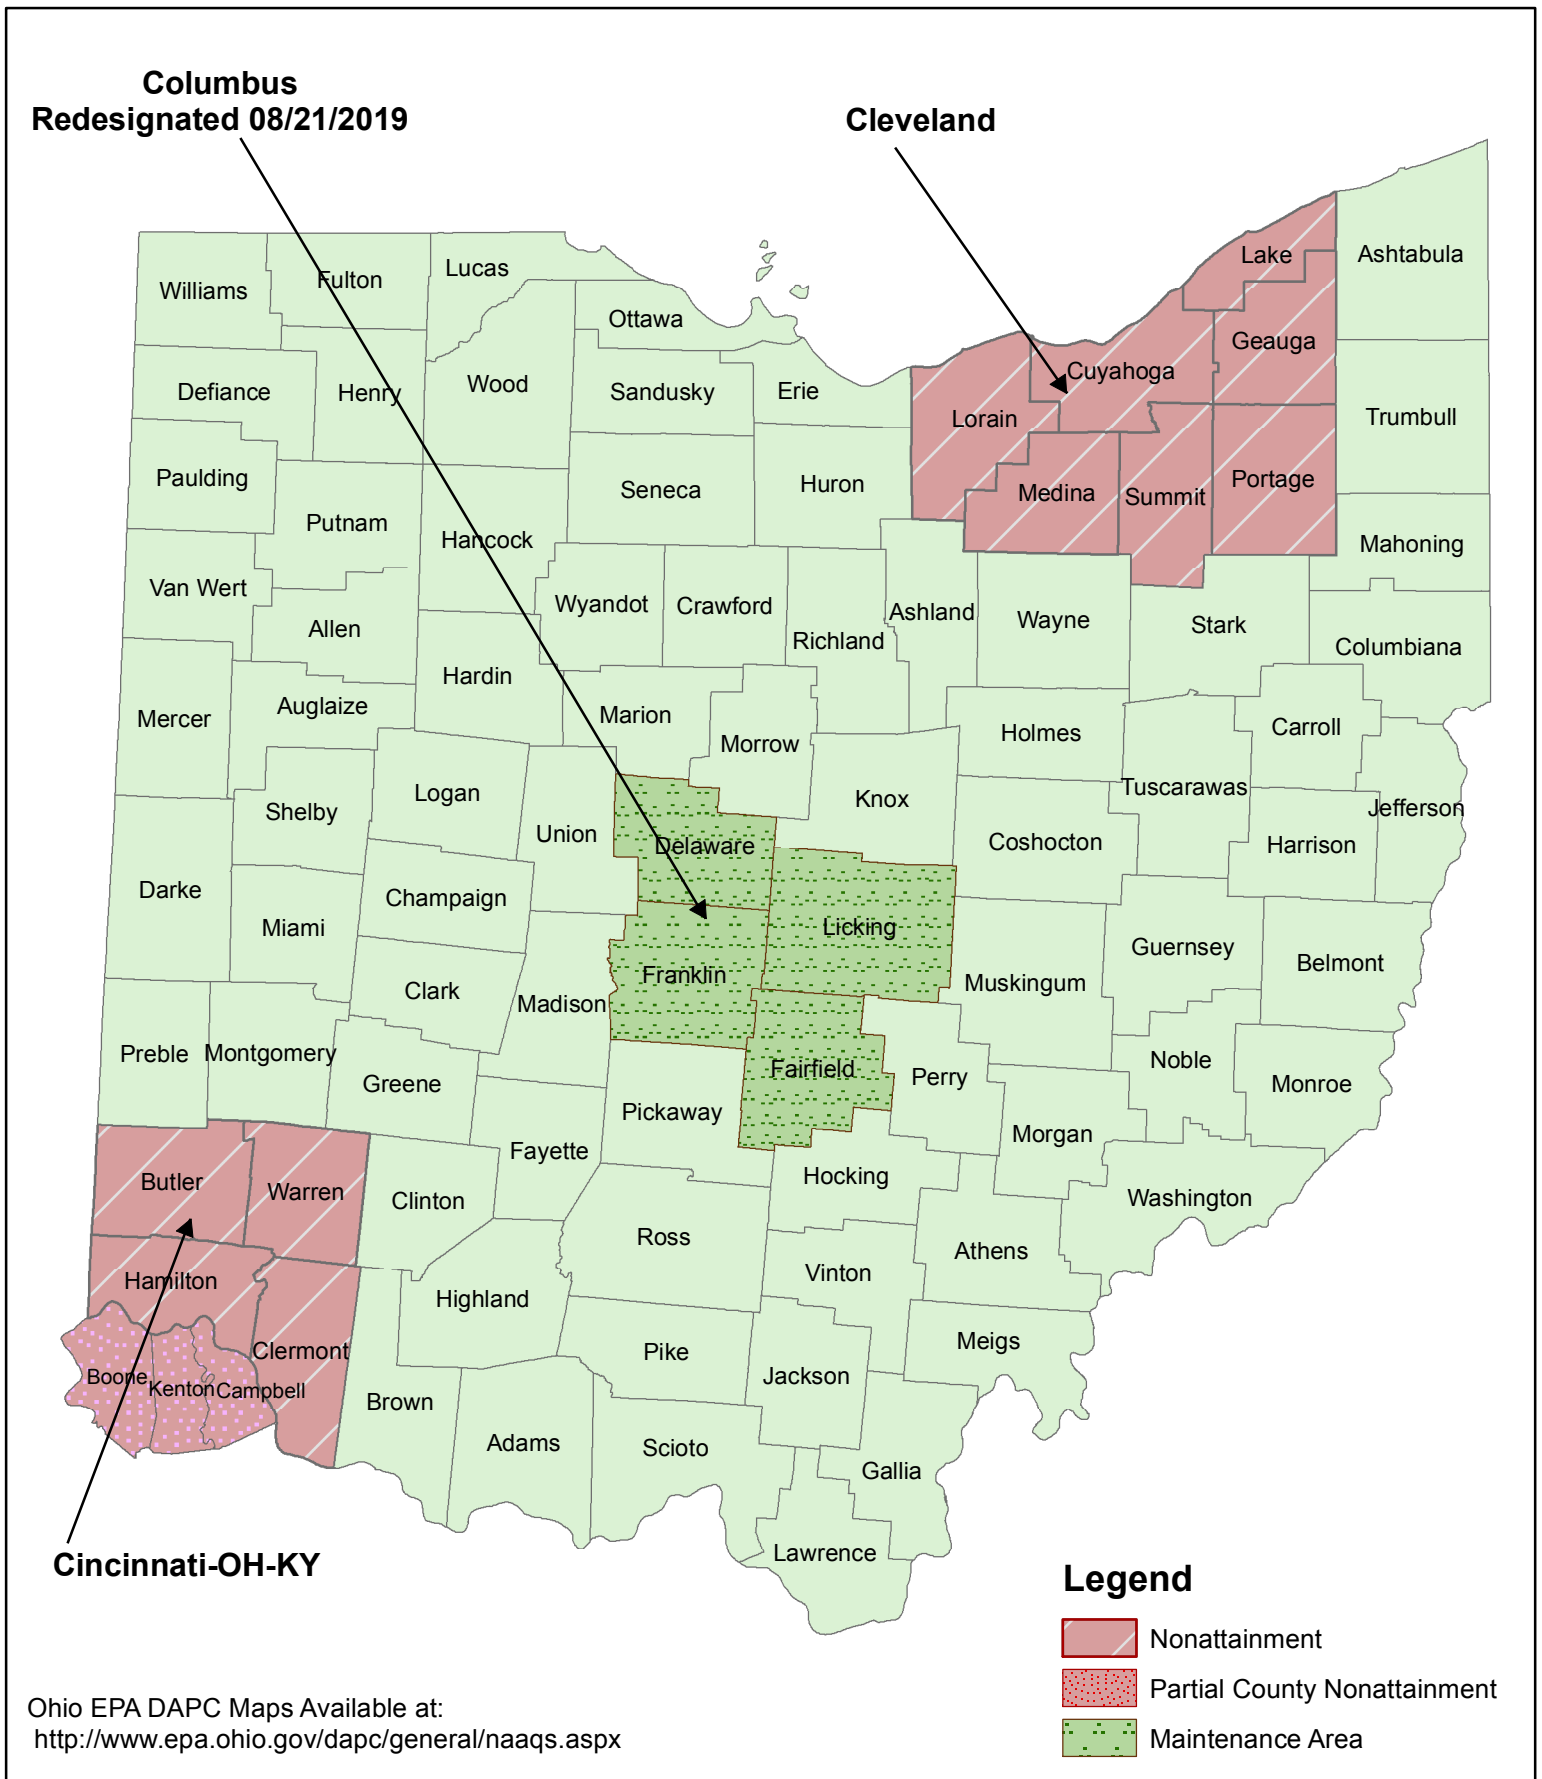 Columbus
Redesignated 08/21/2019
Cleveland
Lake
Ashtabula
Williams
Fulton
Lucas
Ottawa
Geauga
Cuyahoga
Defiance
Henry
Wood
Sandusky
Erie
Lorain
Trumbull
Paulding
Putnam
Hancock
Seneca
Huron
Medina
Summit
Portage
Mahoning
Van Wert
Allen
Wyandot
Crawford
Richland
Ashland
Wayne
Stark
Columbiana
Mercer
Auglaize
Hardin
Marion
Morrow
Holmes
Carroll
Shelby
Logan
Union
Delaware
Knox
Coshocton
Tuscarawas
Harrison
Jefferson
Darke
Miami
Champaign
Licking
Muskingum
Guernsey
Belmont
Clark
Madison
Franklin
Preble
Montgomery
Greene
Pickaway
Fairfield
Perry
Noble
Monroe
Morgan
Butler
Warren
Clinton
Fayette
Hocking
Washington
Ross
Athens
Hamilton
Highland
Vinton
Clermont
Pike
Meigs
Boone
Kenton
Campbell
Brown
Jackson
Adams
Scioto
Gallia
Lawrence
Cincinnati-OH-KY
Legend
Nonattainment
Partial County Nonattainment
Maintenance Area
Ohio EPA DAPC Maps Available at:
http://www.epa.ohio.gov/dapc/general/naaqs.aspx